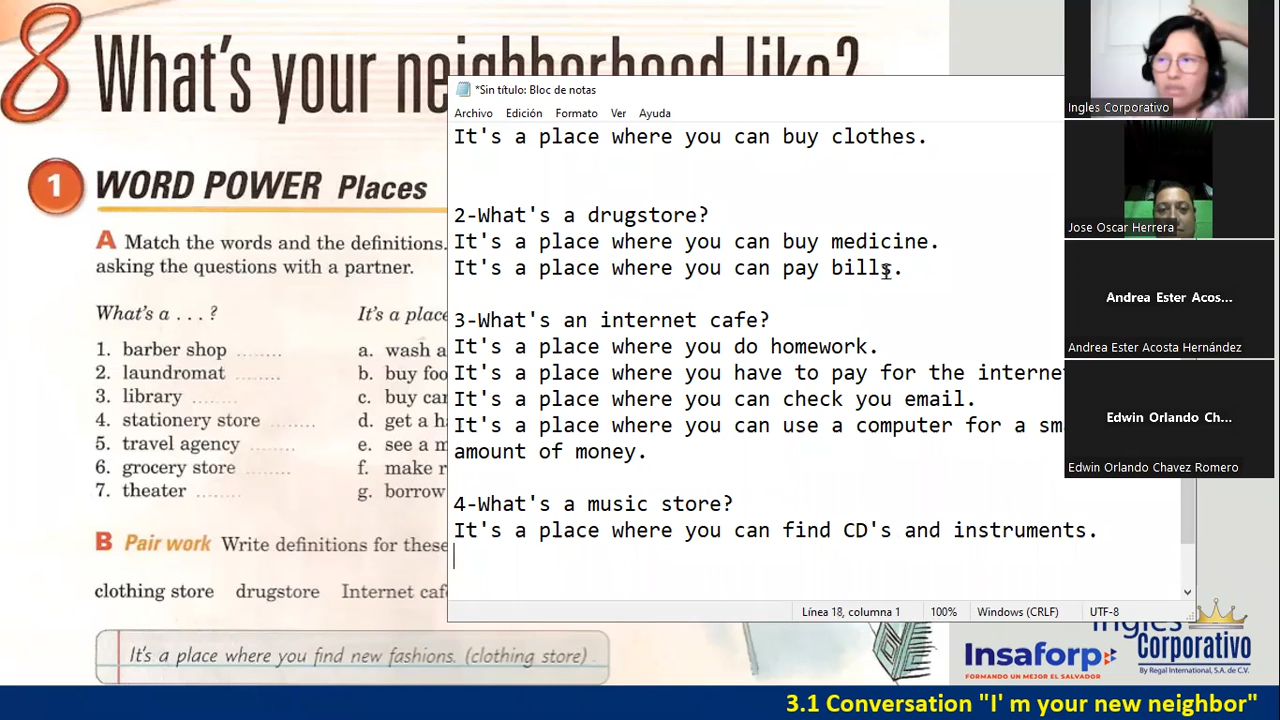 8 What's your neighborhood like?
*Sin título: Bloc de notas
Archivo Edición Formato Ver Ayuda
It's a place where you can buy clothes.
2-What's a drugstore?
It's a place where you can buy medicine.
It's a place where you can pay bills.
3-What's an internet cafe?
It's a place where you do homework.
It's a place where you have to pay for the internet
It's a place where you can check you email.
It's a place where you can use a computer for a
amount of money.
4-What's a music store?
It's a place where you can find CD's and instruments.
Línea 18, columna 1 100% Windows (CRLF) UTF-8
1 WORD POWER Places
A Match the words and the definitions.
asking the questions with a partner.
What's a . . . ? It's a place
1. barber shop ........ a. wash a
2. laundromat ........ b. buy
3. library ........ c. buy
4. stationery store ........ d. get a
5. travel agency ........ e. see a
6. grocery store ........ f. make
7. theater ........ g. borrow
B Pair work Write definitions for these
clothing store drugstore Internet
It's a place where you find new fashions. (clothing store)
Ingles Corporativo
Jose Oscar Herrera
Andrea Ester Acos...
Andrea Ester Acosta Hernández
Edwin Orlando Ch...
Edwin Orlando Chavez Romero
Insaforp
FORMANDO UN MEJOR EL SALVADOR
Ingles
Corporativo
By Regal International, S.A. de C.V.
3.1 Conversation "I' m your new neighbor"